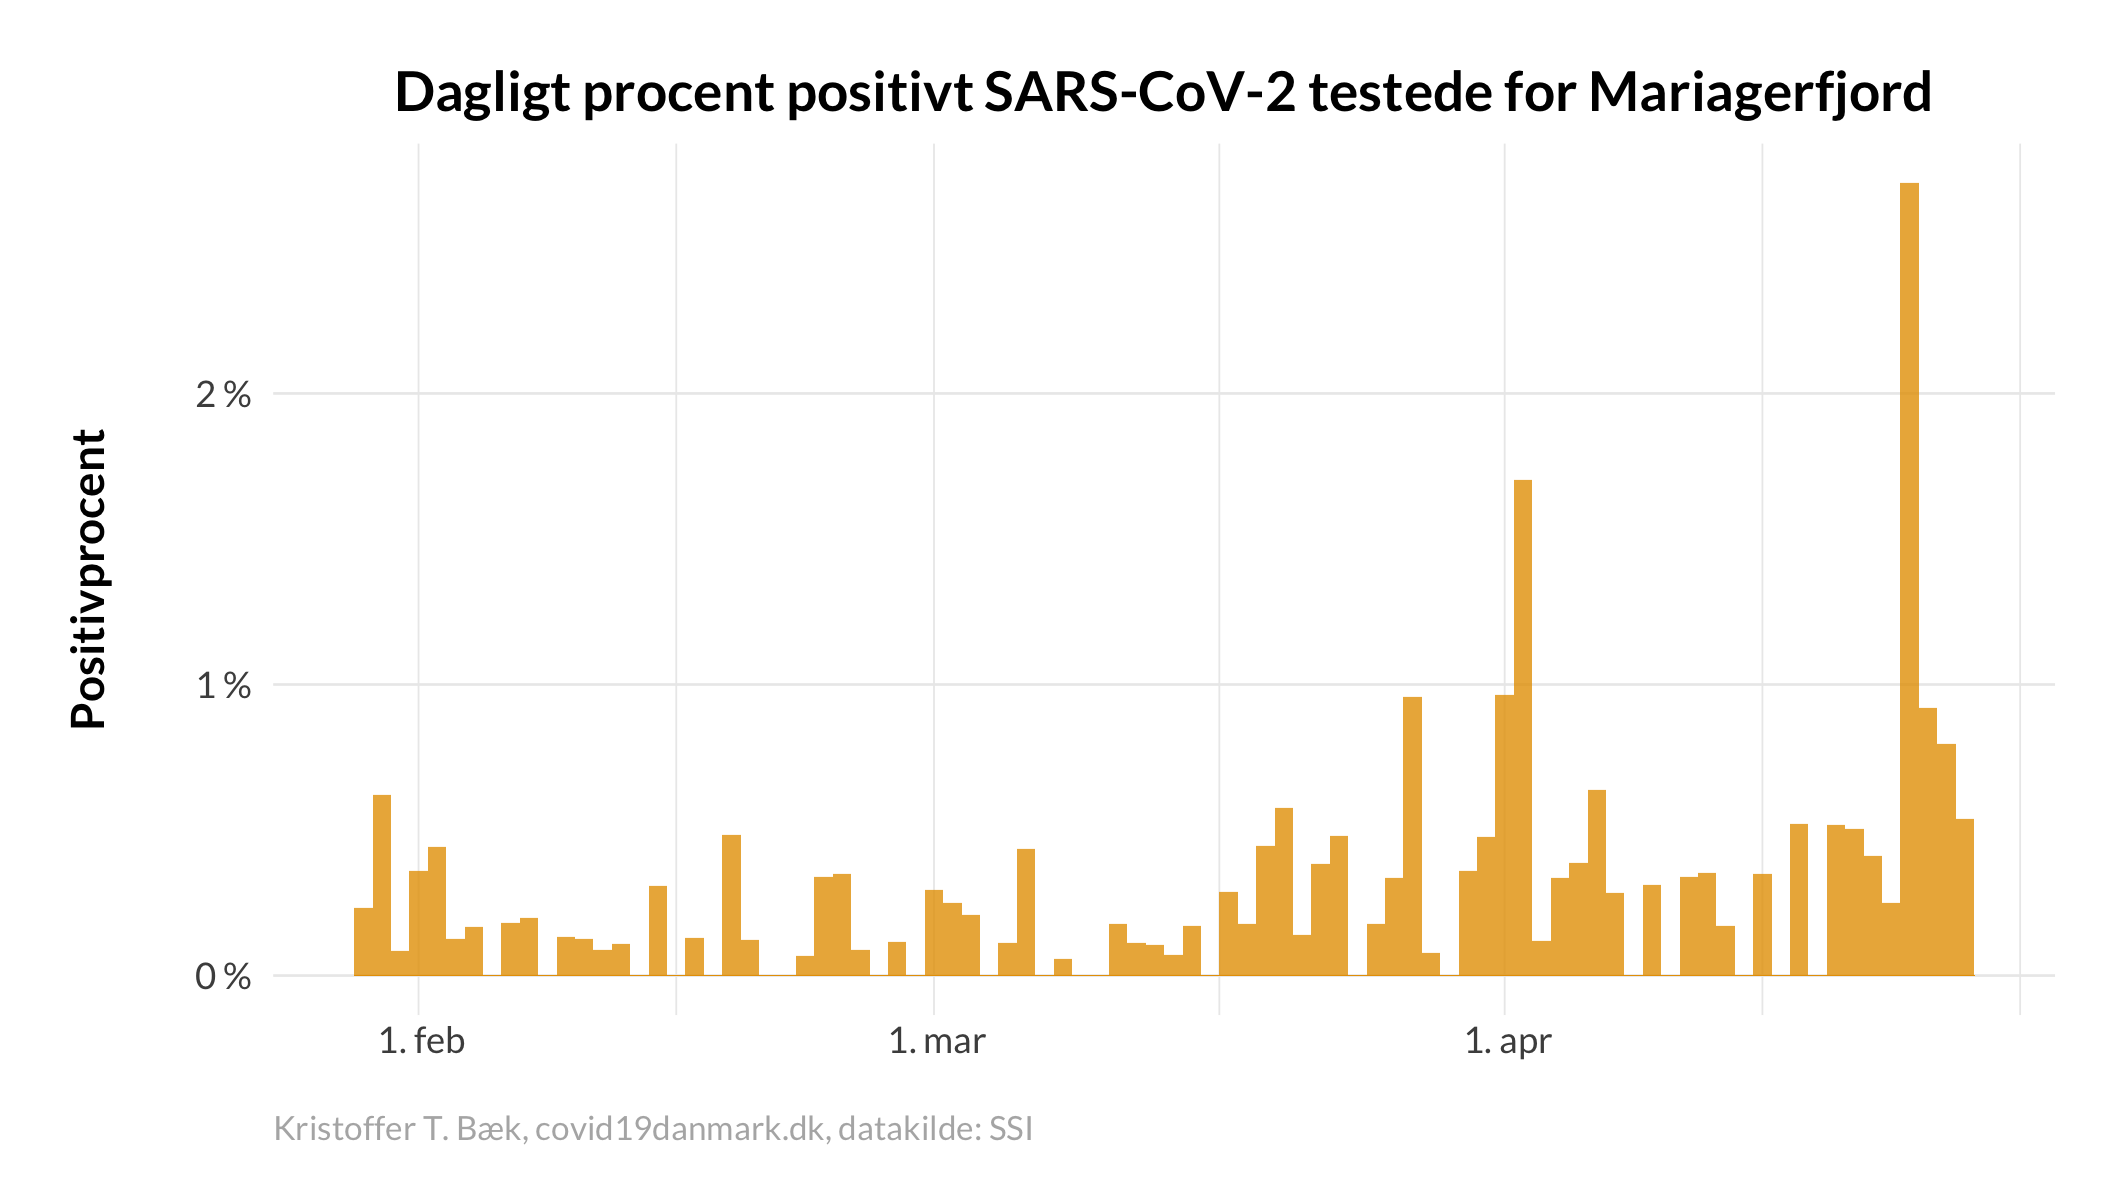 Dagligt procent positivt SARS-CoV-2 testede for Mariagerfjord
Positivprocent
2 %
1 %
0 %
1. feb
1. mar
1. apr
Kristoffer T. Bæk, covid19danmark.dk, datakilde: SSI